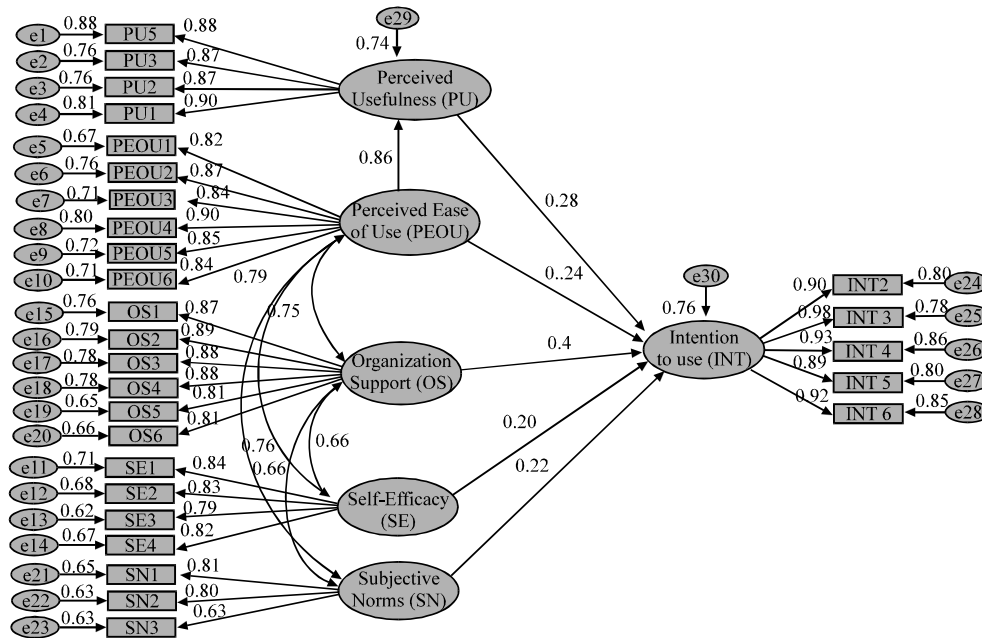 e29
0.74
Perceived
Usefulness (PU)
e1 0.88 PU5 0.88
e2 0.76 PU3 0.87
e3 0.76 PU2 0.87
e4 0.81 PU1 0.90
0.86
0.28
e5 0.67 PEOU1 0.82
e6 0.76 PEOU2 0.87
e7 0.71 PEOU3 0.84
e8 0.80 PEOU4 0.90
e9 0.72 PEOU5 0.85
e10 0.71 PEOU6 0.84
Perceived Ease
of Use (PEOU)
0.79
0.75
0..24
e30
0.76
Intention
to use (INT)
0.90 INT2 0.80 e24
0.98 INT 3 0.78 e25
0.93 INT 4 0.86 e26
0.89 INT 5 0.80 e27
0.92 INT 6 0.85 e28
e15 0.76 OS1 0.87
e16 0.79 OS2 0.89
e17 0.78 OS3 0.88
e18 0.78 OS4 0.88
e19 0.65 OS5 0.81
e20 0.66 OS6 0.81
Organization
Support (OS)
0.4
0.66
0.76
0.66
0.20
0.22
e11 0.71 SE1 0.84
e12 0.68 SE2 0.83
e13 0.62 SE3 0.79
e14 0.67 SE4 0.82
Self-Efficacy
(SE)
e21 0.65 SN1 0.81
e22 0.63 SN2 0.80
e23 0.63 SN3 0.63
Subjective
Norms (SN)